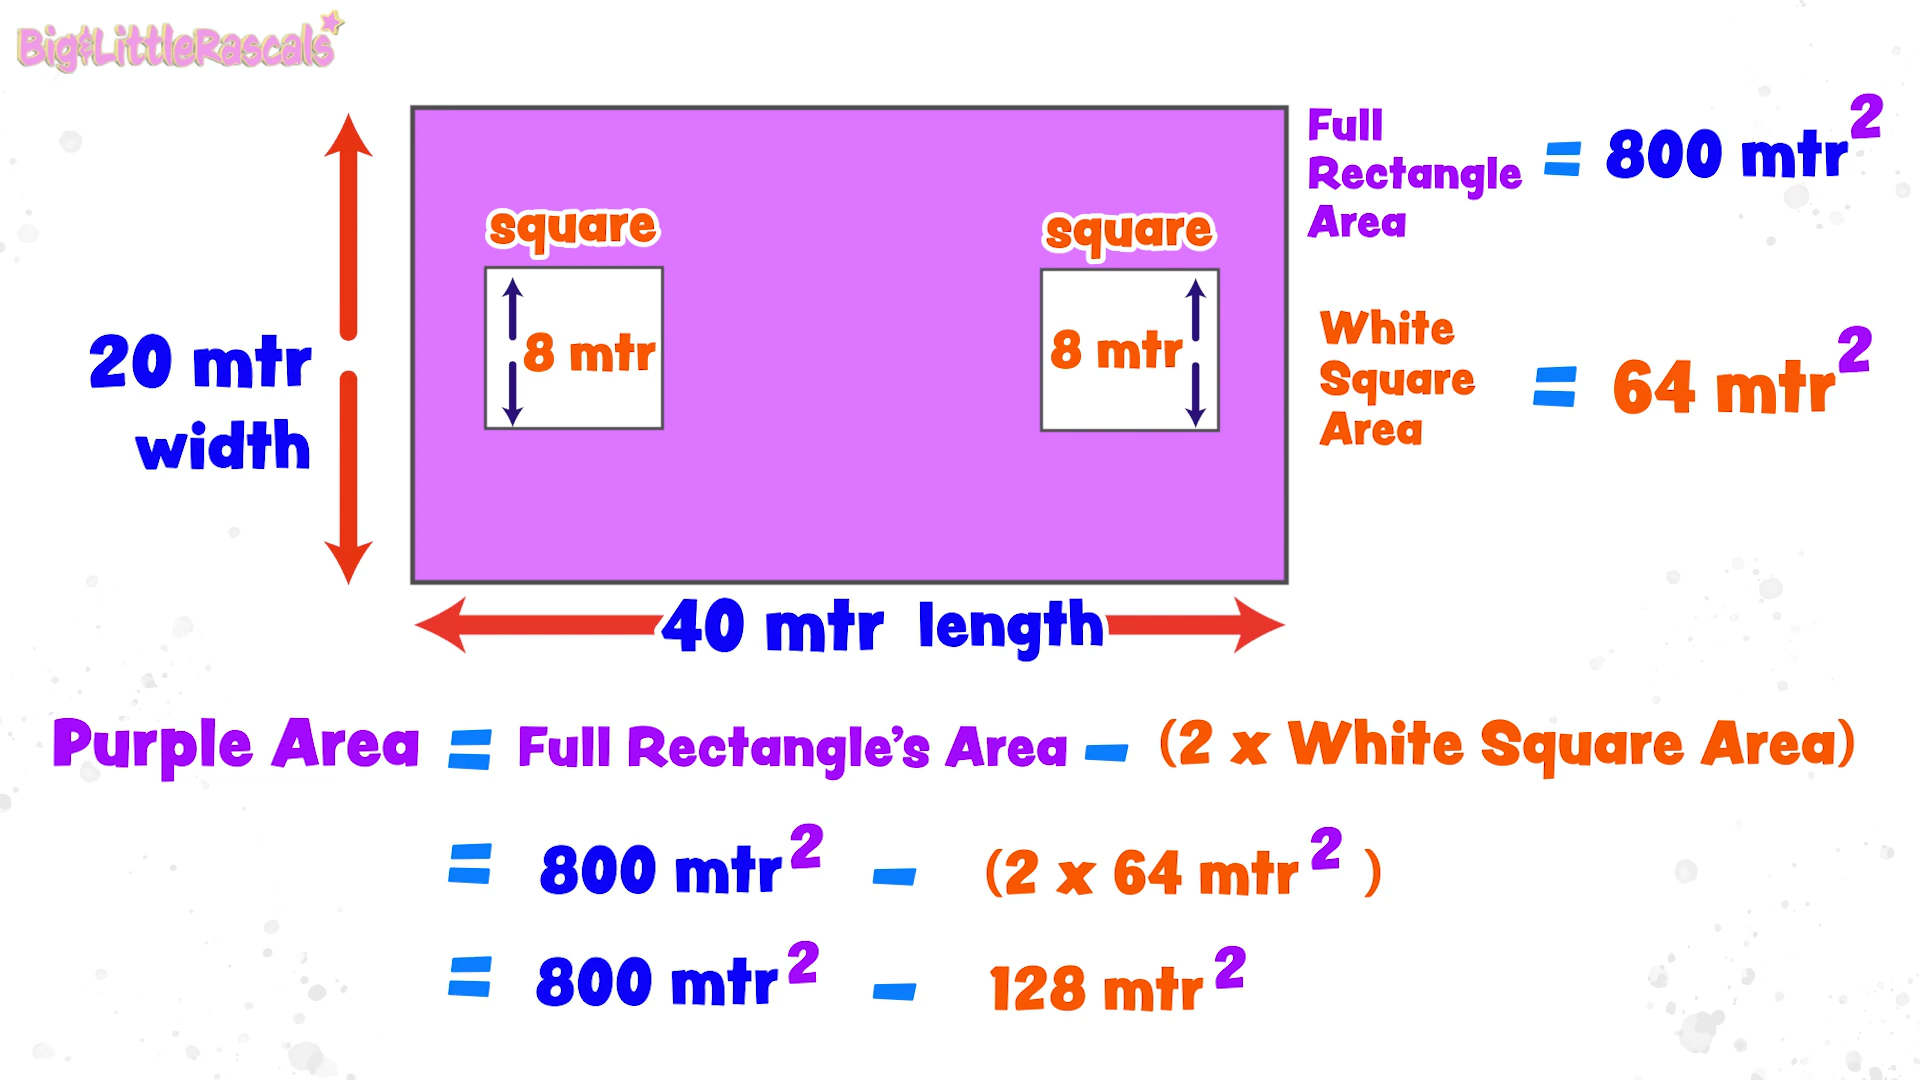 Big&LittleRascals
square
square
8 mtr
8 mtr
20 mtr
width
40 mtr length
Full
Rectangle
Area
= 800 mtr²
White
Square
Area
= 64 mtr²
Purple Area = Full Rectangle's Area - (2 x White Square Area)
= 800 mtr² - (2 x 64 mtr² )
= 800 mtr² - 128 mtr²